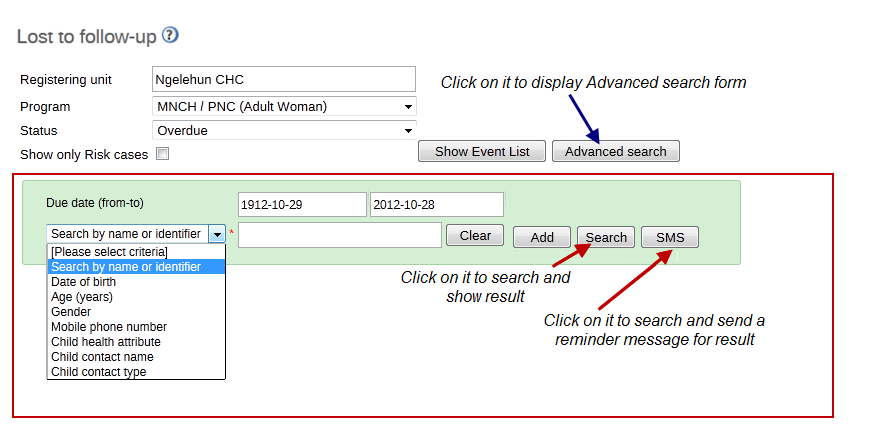 Lost to follow-up ?
Registering unit Ngelehun CHC
Click on it to display Advanced search form
Program MNCH / PNC (Adult Woman)
Status Overdue
Show only Risk cases Show Event List Advanced search
Due date (from-to) 1912-10-29 2012-10-28
Search by name or identifier * Clear Add Search SMS
[Please select criteria]
Search by name or identifier
Date of birth
Age (years)
Gender
Mobile phone number
Child health attribute
Child contact name
Child contact type
Click on it to search and
show result
Click on it to search and send a
reminder message for result